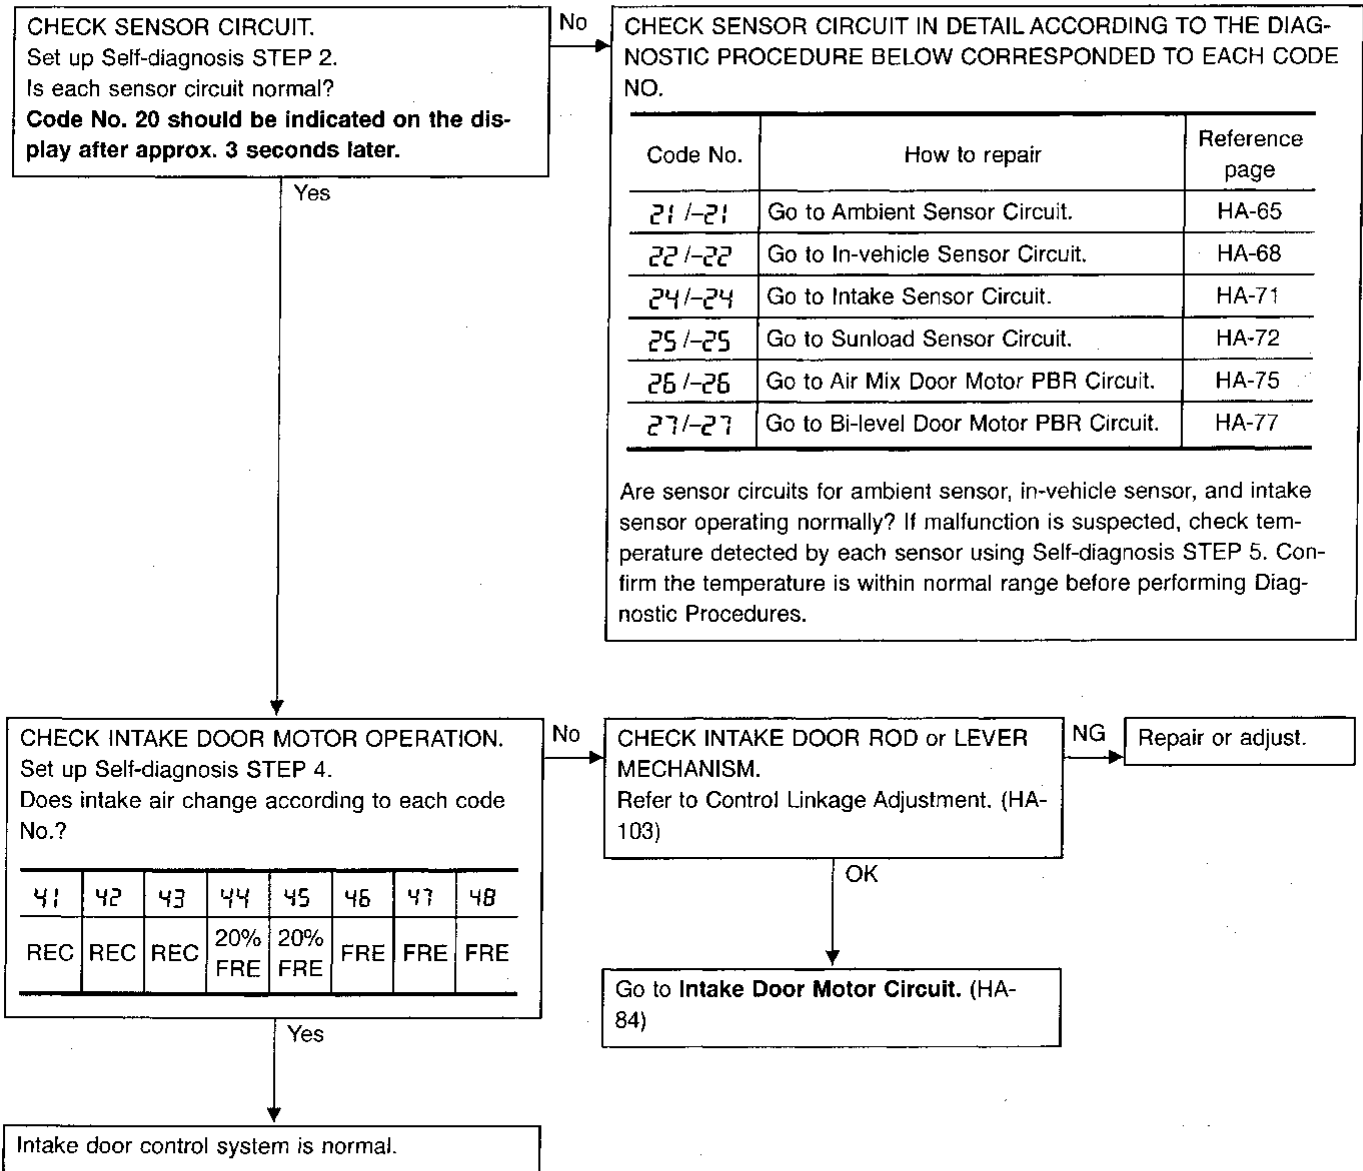 CHECK SENSOR CIRCUIT.
Set up Self-diagnosis STEP 2.
Is each sensor circuit normal?
Code No. 20 should be indicated on the dis-
play after approx. 3 seconds later.
No
CHECK SENSOR CIRCUIT IN DETAIL ACCORDING TO THE DIAG-
NOSTIC PROCEDURE BELOW CORRESPONDED TO EACH CODE
NO.
Code No. How to repair Reference page
21 /–21 Go to Ambient Sensor Circuit. HA-65
22 /–22 Go to In-vehicle Sensor Circuit. HA-68
24 /–24 Go to Intake Sensor Circuit. HA-71
25 /–25 Go to Sunload Sensor Circuit. HA-72
26 /–26 Go to Air Mix Door Motor PBR Circuit. HA-75
27 /–27 Go to Bi-level Door Motor PBR Circuit. HA-77
Are sensor circuits for ambient sensor, in-vehicle sensor, and intake
sensor operating normally? If malfunction is suspected, check tem-
perature detected by each sensor using Self-diagnosis STEP 5. Con-
firm the temperature is within normal range before performing Diag-
nostic Procedures.
Yes
CHECK INTAKE DOOR MOTOR OPERATION.
Set up Self-diagnosis STEP 4.
Does intake air change according to each code
No.?
41 42 43 44 45 46 47 48
REC REC REC 20% FRE 20% FRE FRE FRE FRE
No
CHECK INTAKE DOOR ROD or LEVER
MECHANISM.
Refer to Control Linkage Adjustment. (HA-
103)
NG
Repair or adjust.
OK
Go to Intake Door Motor Circuit. (HA-
84)
Yes
Intake door control system is normal.